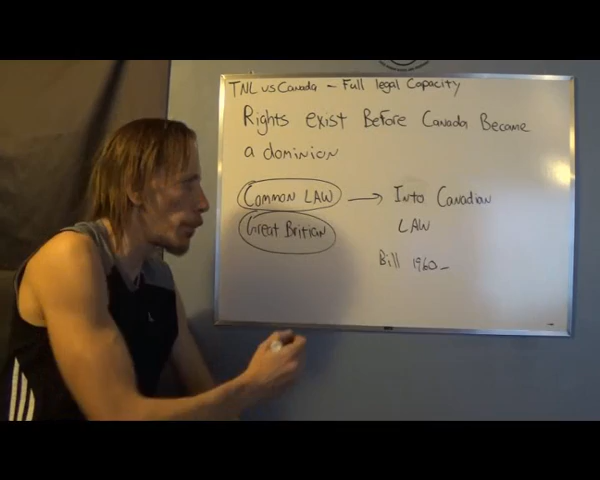 TNL vs Canada - Full legal Capacity
Rights exist Before Canada Became
a dominion
Common LAW → Into Canadian
Great Britian LAW
Bill 1960-